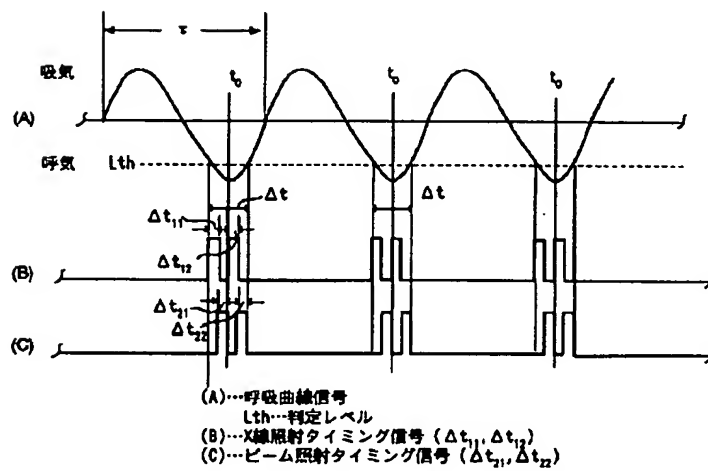 τ
吸気
t₀ t₀ t₀
(A)
呼気 Lth
Δt Δt
Δt₁₁
Δt₁₂
(B)
Δt₂₁
Δt₂₂
(C)
(A)…呼吸曲線信号
Lth…判定レベル
(B)…X線照射タイミング信号 (Δt₁₁, Δt₁₂)
(C)…ビーム照射タイミング信号 (Δt₂₁, Δt₂₂)